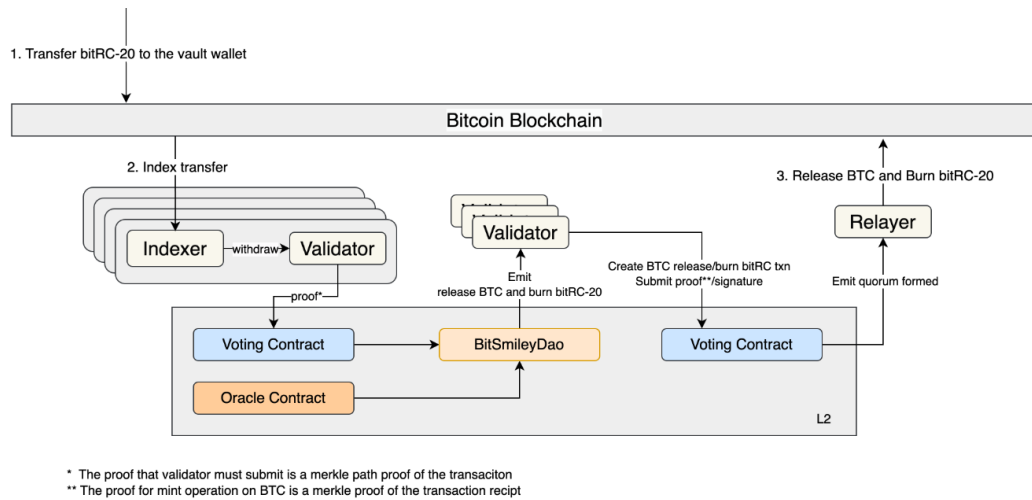 1. Transfer bitRC-20 to the vault wallet
Bitcoin Blockchain
2. Index transfer
3. Release BTC and Burn bitRC-20
Indexer
withdraw
Validator
Validator
Relayer
proof*
Emit
release BTC and burn bitRC-20
Create BTC release/burn bitRC txn
Submit proof**/signature
Emit quorum formed
Voting Contract
BitSmileyDao
Voting Contract
Oracle Contract
L2
* The proof that validator must submit is a merkle path proof of the transaciton
** The proof for mint operation on BTC is a merkle proof of the transaction recipt